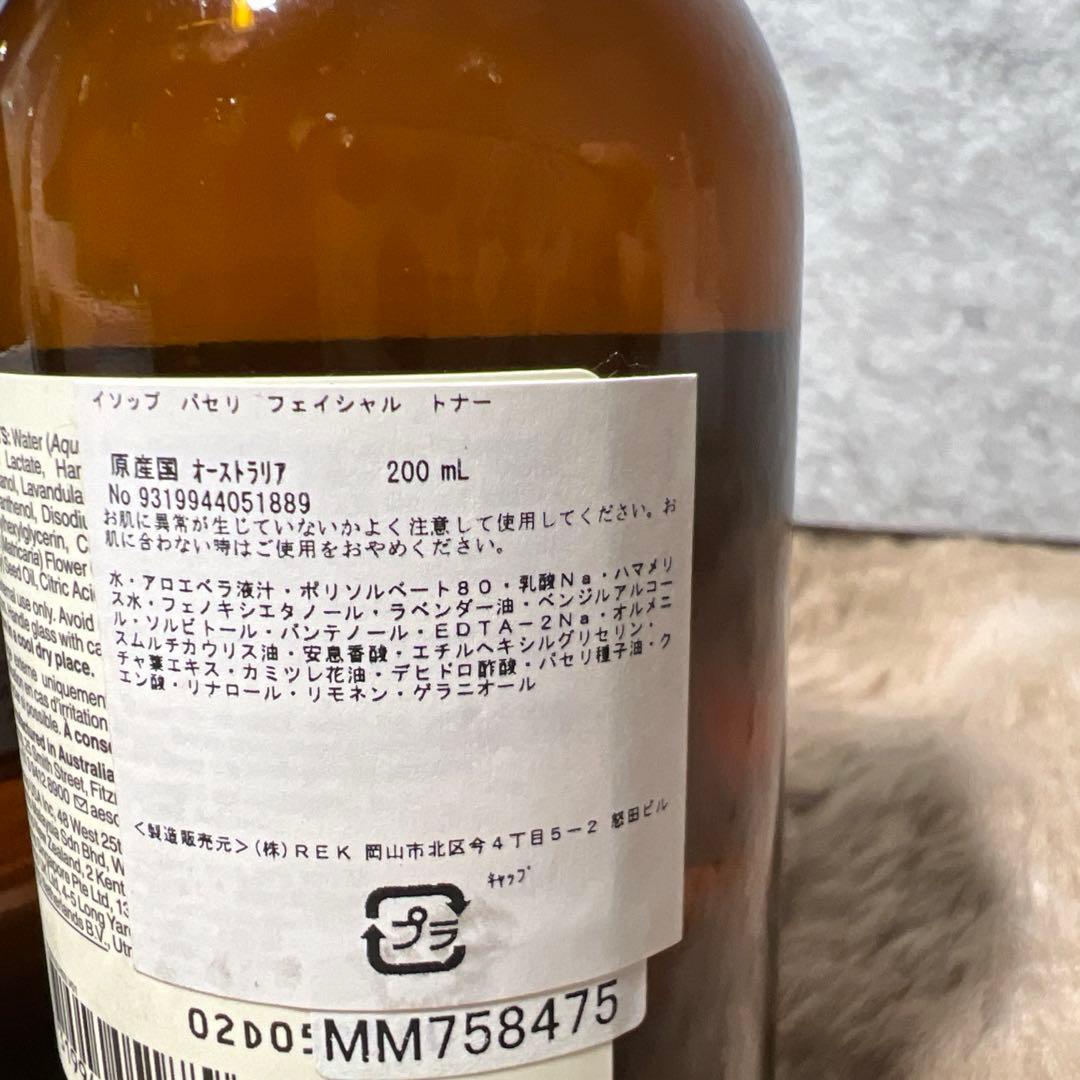 イソップ パセリ フェイシャル トナー
原産国 オーストラリア 200 mL
No 9319944051889
お肌に異常が生じていないかよく注意して使用してください。お
肌に合わない時はご使用をおやめください。
水・アロエベラ液汁・ポリソルベート80・乳酸Na・ハマメリ
ス水・フェノキシエタノール・ラベンダー油・ベンジルアルコー
ル・ソルビトール・パンテノール・EDTA-2Na・オルメニ
スムルチカウリス油・安息香酸・エチルヘキシルグリセリン・
チャ葉エキス・カミツレ花油・デヒドロ酢酸・パセリ種子油・ク
エン酸・リナロール・リモネン・ゲラニオール
<製造販売元>(株)REK 岡山市北区今4丁目5-2 悠田ビル
キャップ
プラ
Water (Aqu
Lactate, Har
Lavandula
Disodiu
Flower
Seed Oil, Citric Aci
use only. Avoid
glass with ca
cool dry place.
uniquement
en cas d'irritation
possible. À cons
in Australia
Smith Street, Fitz
9412 8900 aeso
Inc, 48 West 25t
Sdn Bhd, W
Zealand, 2 Kent
Pte Ltd, 13
4-5 Long Yar
B.V., Utr
02D05
MM758475